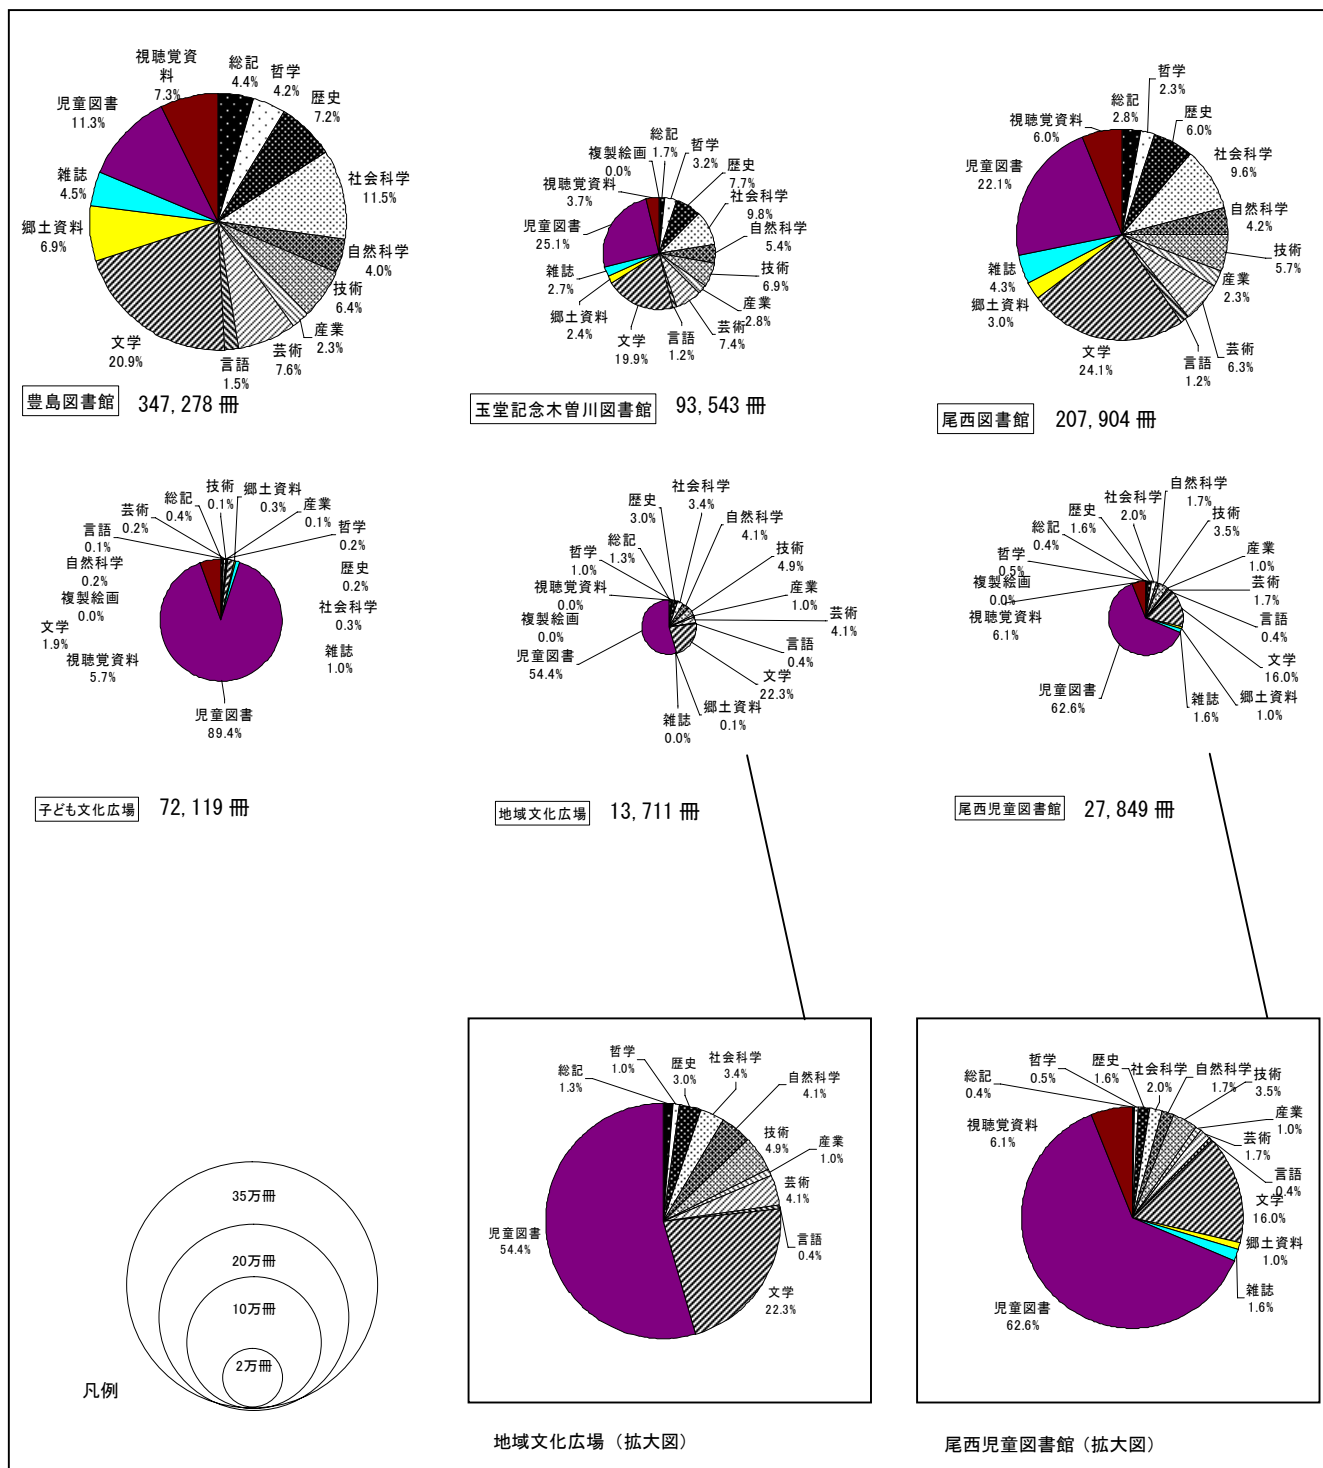 視聴覚資
料
7.3%
総記
4.4%
哲学
4.2%
歴史
7.2%
児童図書
11.3%
社会科学
11.5%
雑誌
4.5%
郷土資料
6.9%
自然科学
4.0%
技術
6.4%
産業
2.3%
芸術
7.6%
言語
1.5%
文学
20.9%
豊島図書館 347,278 冊
総記
1.7%
哲学
3.2%
歴史
7.7%
複製絵画
0.0%
視聴覚資料
3.7%
社会科学
9.8%
児童図書
25.1%
自然科学
5.4%
雑誌
2.7%
技術
6.9%
郷土資料
2.4%
産業
2.8%
文学
19.9%
言語
1.2%
芸術
7.4%
玉堂記念木曽川図書館 93,543 冊
哲学
2.3%
総記
2.8%
歴史
6.0%
視聴覚資料
6.0%
社会科学
9.6%
児童図書
22.1%
自然科学
4.2%
技術
5.7%
雑誌
4.3%
産業
2.3%
郷土資料
3.0%
文学
24.1%
言語
1.2%
芸術
6.3%
尾西図書館 207,904 冊
技術
0.1%
郷土資料
0.3%
総記
0.4%
産業
0.1%
芸術
0.2%
哲学
0.2%
言語
0.1%
自然科学
0.2%
歴史
0.2%
複製絵画
0.0%
社会科学
0.3%
文学
1.9%
雑誌
1.0%
視聴覚資料
5.7%
児童図書
89.4%
子ども文化広場 72,119 冊
社会科学
3.4%
歴史
3.0%
自然科学
4.1%
総記
1.3%
哲学
1.0%
技術
4.9%
視聴覚資料
0.0%
産業
1.0%
複製絵画
0.0%
芸術
4.1%
児童図書
54.4%
言語
0.4%
文学
22.3%
郷土資料
0.1%
雑誌
0.0%
地域文化広場 13,711 冊
自然科学
1.7%
社会科学
2.0%
歴史
1.6%
技術
3.5%
総記
0.4%
哲学
0.5%
産業
1.0%
複製絵画
0.0%
芸術
1.7%
視聴覚資料
6.1%
言語
0.4%
文学
16.0%
児童図書
62.6%
雑誌
1.6%
郷土資料
1.0%
尾西児童図書館 27,849 冊
哲学
1.0%
歴史
3.0%
社会科学
3.4%
総記
1.3%
自然科学
4.1%
技術
4.9%
産業
1.0%
芸術
4.1%
児童図書
54.4%
言語
0.4%
文学
22.3%
地域文化広場（拡大図）
哲学
0.5%
歴史
1.6%
社会科学
2.0%
自然科学
1.7%
技術
3.5%
総記
0.4%
産業
1.0%
視聴覚資料
6.1%
芸術
1.7%
言語
0.4%
文学
16.0%
郷土資料
1.0%
雑誌
1.6%
児童図書
62.6%
尾西児童図書館（拡大図）
35万冊
20万冊
10万冊
2万冊
凡例